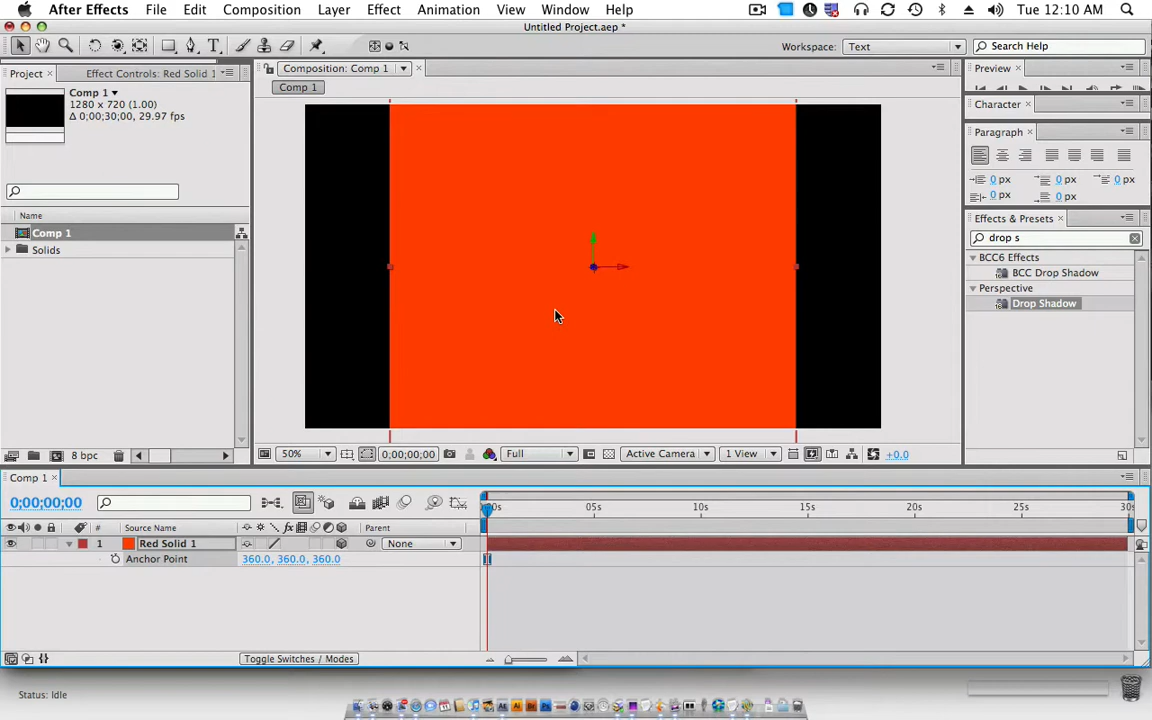 After Effects File Edit Composition Layer Effect Animation View Window Help Tue 12:10 AM
Untitled Project.aep *
Workspace: Text Search Help
Project Effect Controls: Red Solid 1 Composition: Comp 1 Preview
Comp 1
1280 x 720 (1.00)
Δ 0;00;30;00, 29.97 fps
Comp 1
Character
Paragraph
0 px 0 px 0 px
0 px 0 px
Effects & Presets
drop s
BCC6 Effects
BCC Drop Shadow
Perspective
Drop Shadow
Name
Comp 1
Solids
8 bpc
50% 0;00;00;00 Full Active Camera 1 View +0.0
Comp 1
0;00;00;00
05s 10s 15s 20s 25s 30s
# Source Name Parent
1 Red Solid 1 None
Anchor Point 360.0, 360.0, 360.0
Toggle Switches / Modes
Status: Idle